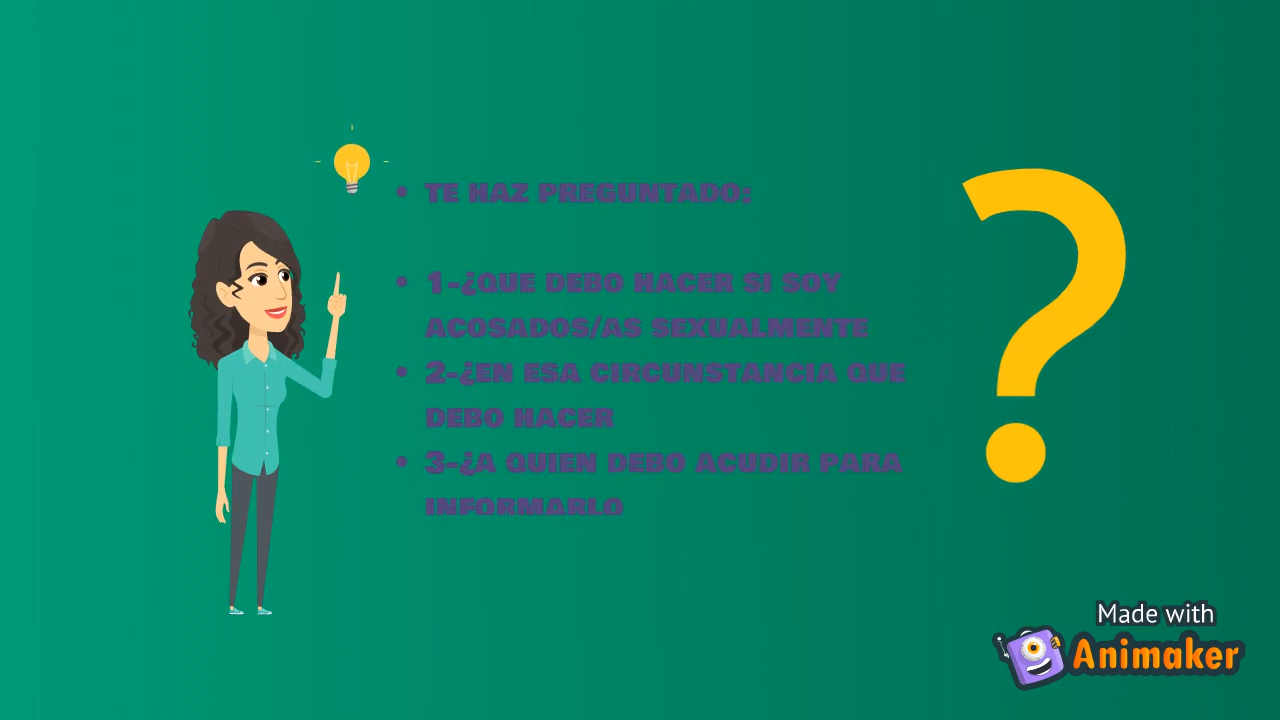 • TE HAZ PREGUNTADO:
• 1-¿QUE DEBO HACER SI SOY
ACOSADOS/AS SEXUALMENTE
• 2-¿EN ESA CIRCUNSTANCIA QUE
DEBO HACER
• 3-¿A QUIEN DEBO ACUDIR PARA
INFORMARLO
?
Made with
Animaker